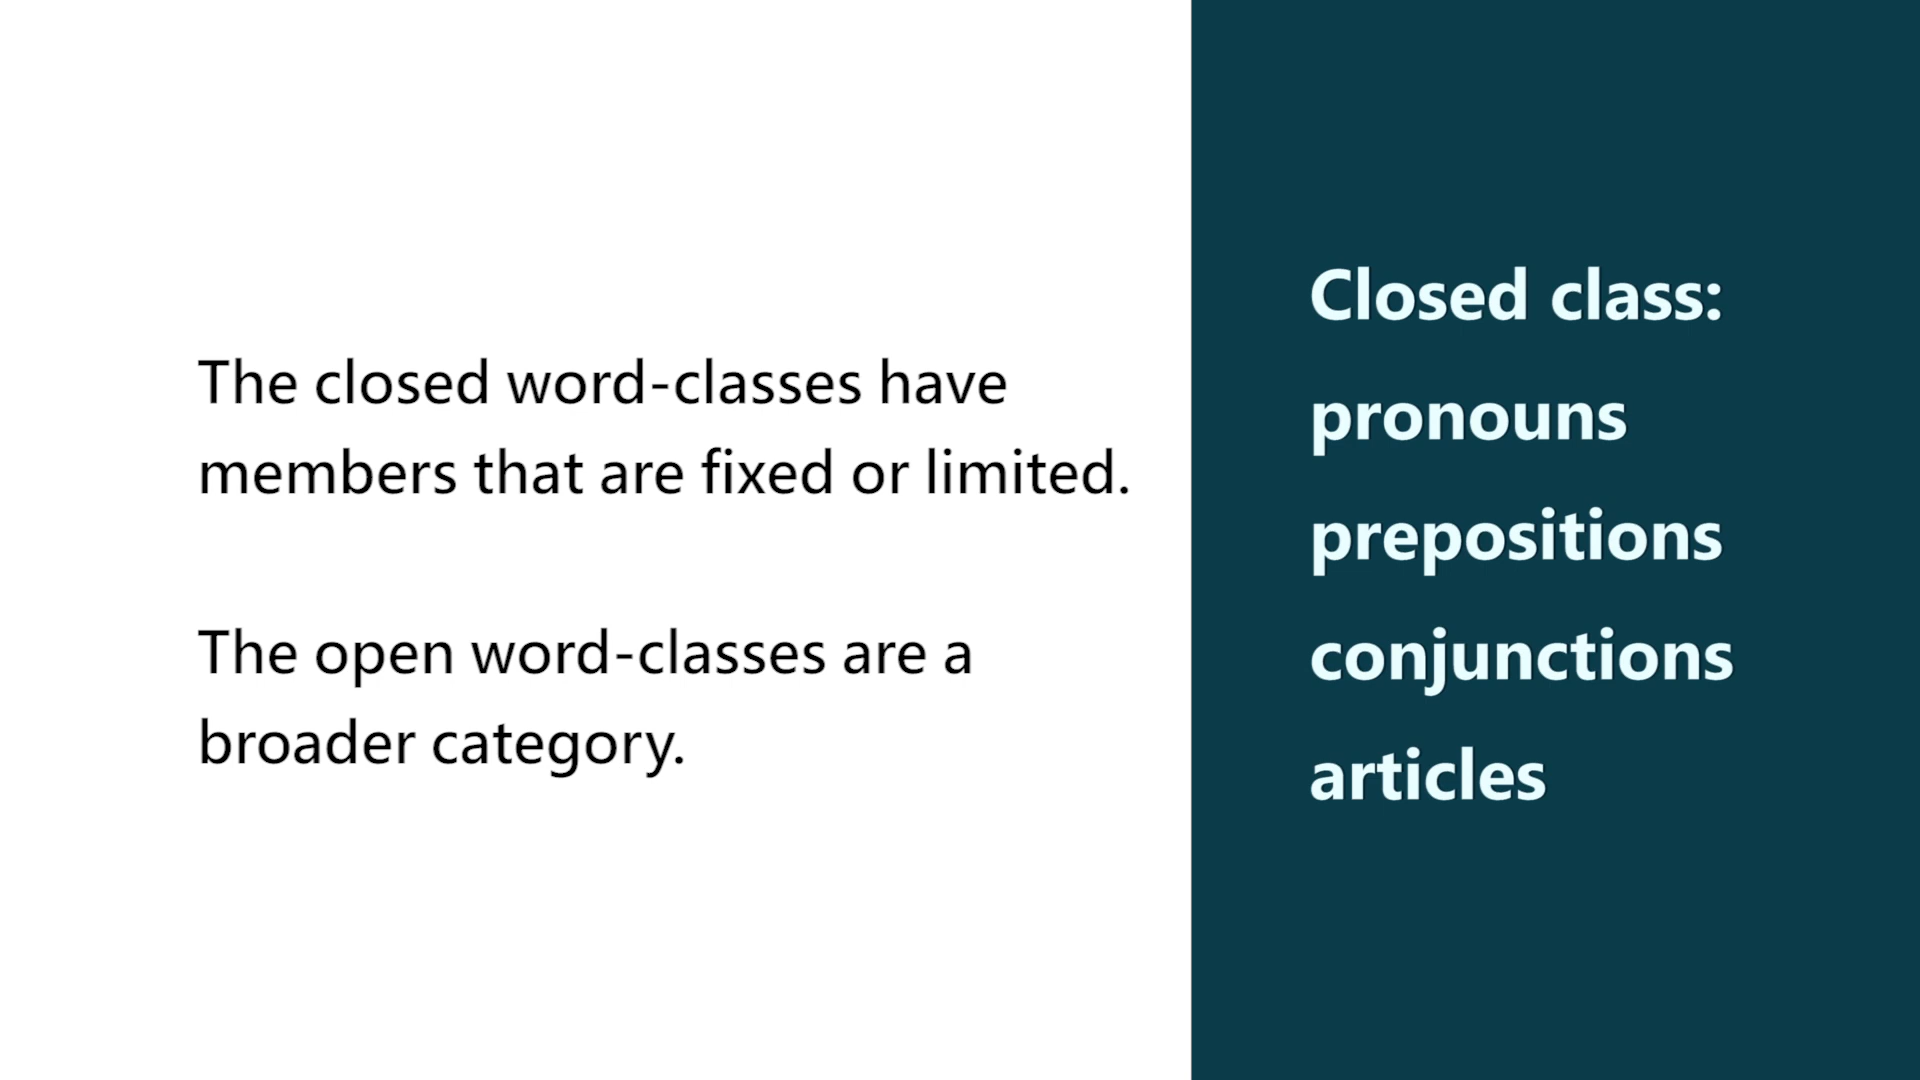 The closed word-classes have
members that are fixed or limited.
The open word-classes are a
broader category.
Closed class:
pronouns
prepositions
conjunctions
articles